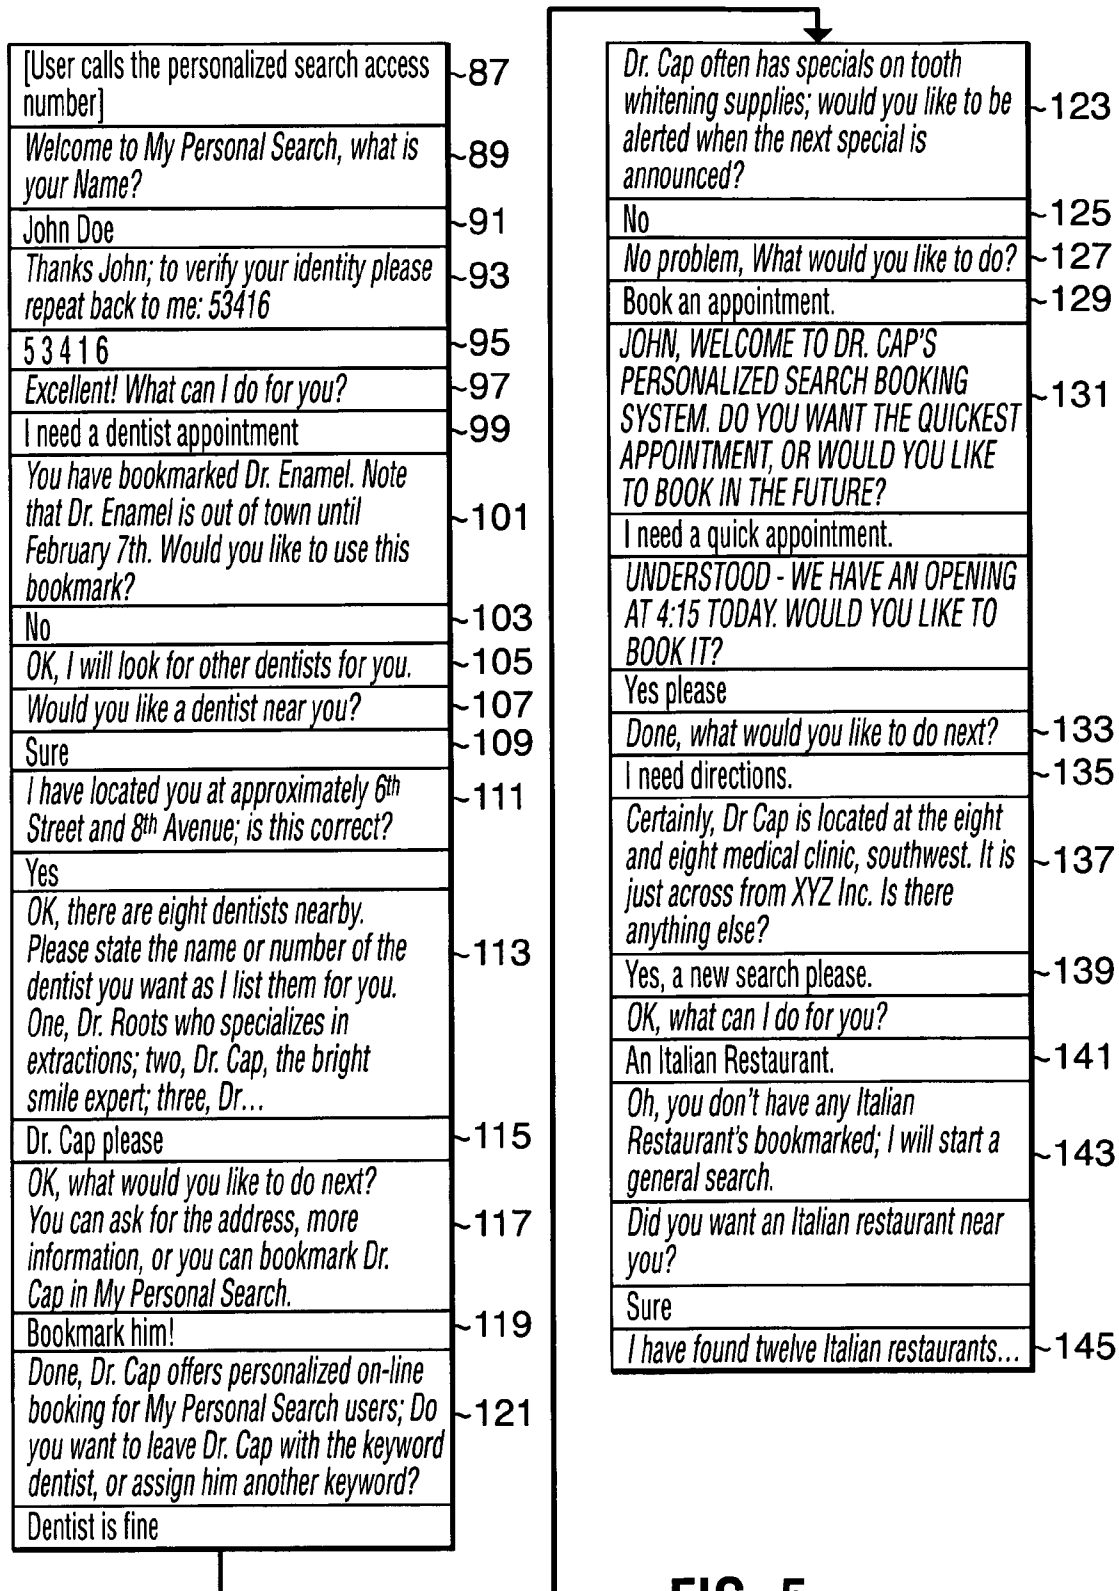 [User calls the personalized search access
number]
~87
Welcome to My Personal Search, what is
your Name?
~89
John Doe
~91
Thanks John; to verify your identity please
repeat back to me: 53416
~93
5 3 4 1 6
~95
Excellent! What can I do for you?
~97
I need a dentist appointment
~99
You have bookmarked Dr. Enamel. Note
that Dr. Enamel is out of town until
February 7th. Would you like to use this
bookmark?
~101
No
~103
OK, I will look for other dentists for you.
~105
Would you like a dentist near you?
~107
Sure
~109
I have located you at approximately 6th
Street and 8th Avenue; is this correct?
~111
Yes
OK, there are eight dentists nearby.
Please state the name or number of the
dentist you want as I list them for you.
One, Dr. Roots who specializes in
extractions; two, Dr. Cap, the bright
smile expert; three, Dr...
~113
Dr. Cap please
~115
OK, what would you like to do next?
You can ask for the address, more
information, or you can bookmark Dr.
Cap in My Personal Search.
~117
Bookmark him!
~119
Done, Dr. Cap offers personalized on-line
booking for My Personal Search users; Do
you want to leave Dr. Cap with the keyword
dentist, or assign him another keyword?
~121
Dentist is fine
Dr. Cap often has specials on tooth
whitening supplies; would you like to be
alerted when the next special is
announced?
~123
No
~125
No problem, What would you like to do?
~127
Book an appointment.
~129
JOHN, WELCOME TO DR. CAP'S
PERSONALIZED SEARCH BOOKING
SYSTEM. DO YOU WANT THE QUICKEST
APPOINTMENT, OR WOULD YOU LIKE
TO BOOK IN THE FUTURE?
~131
I need a quick appointment.
UNDERSTOOD - WE HAVE AN OPENING
AT 4:15 TODAY. WOULD YOU LIKE TO
BOOK IT?
Yes please
Done, what would you like to do next?
~133
I need directions.
~135
Certainly, Dr Cap is located at the eight
and eight medical clinic, southwest. It is
just across from XYZ Inc. Is there
anything else?
~137
Yes, a new search please.
~139
OK, what can I do for you?
An Italian Restaurant.
~141
Oh, you don't have any Italian
Restaurant's bookmarked; I will start a
general search.
~143
Did you want an Italian restaurant near
you?
Sure
I have found twelve Italian restaurants...
~145
FIG. 5